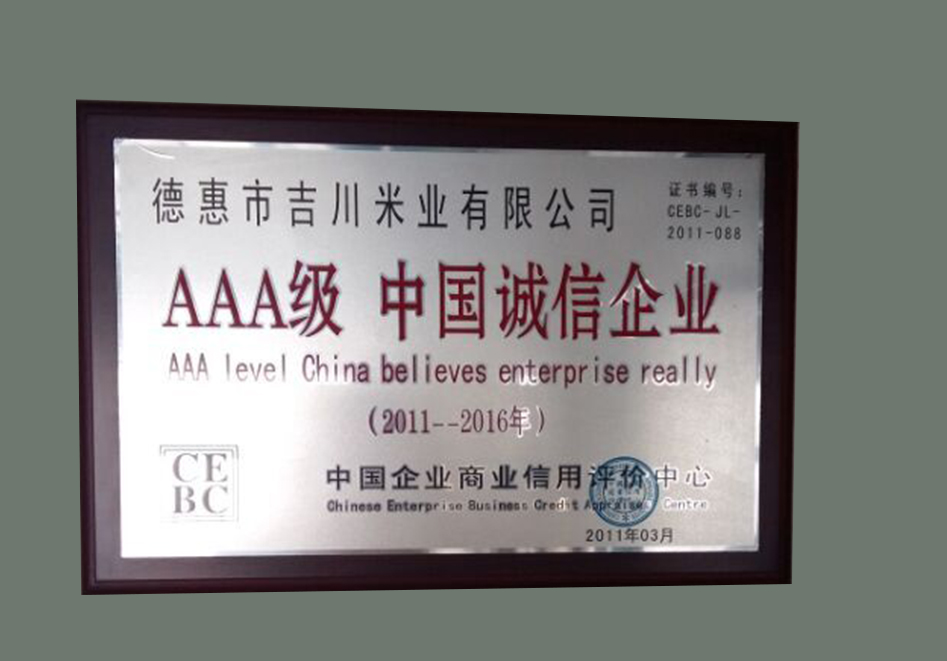 德惠市吉川米业有限公司
证书编号:
CEBC-JL-
2011-088
AAA级 中国诚信企业
AAA level China believes enterprise really
(2011--2016年)
CE
BC
中国企业商业信用评价中心
Chinese Enterprise Business Credit Appraises Centre
2011年03月